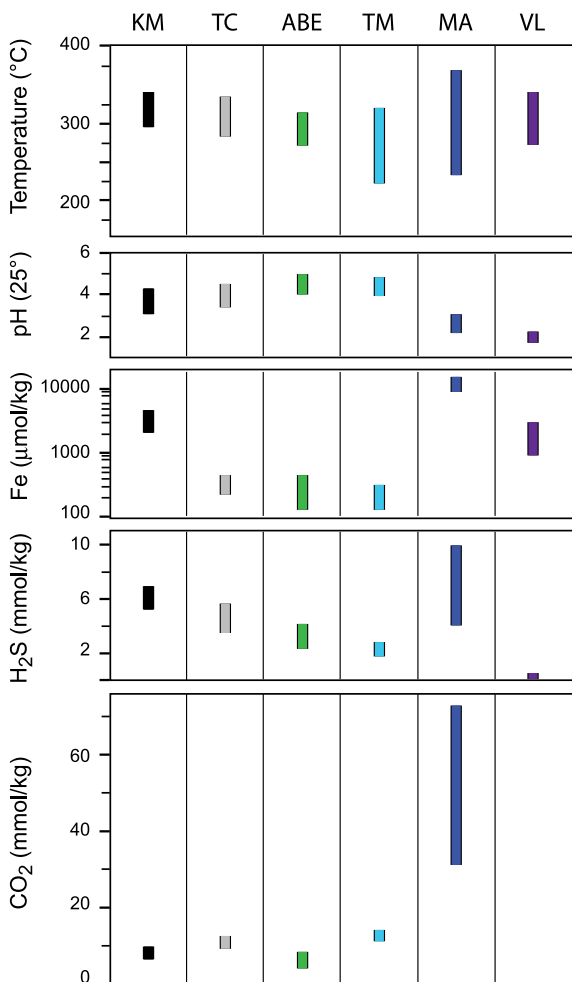 KM TC ABE TM MA VL
Temperature (°C)
400
300
200
pH (25°)
6
4
2
Fe (μmol/kg)
10000
1000
100
H₂S (mmol/kg)
10
6
2
CO₂ (mmol/kg)
60
40
20
0